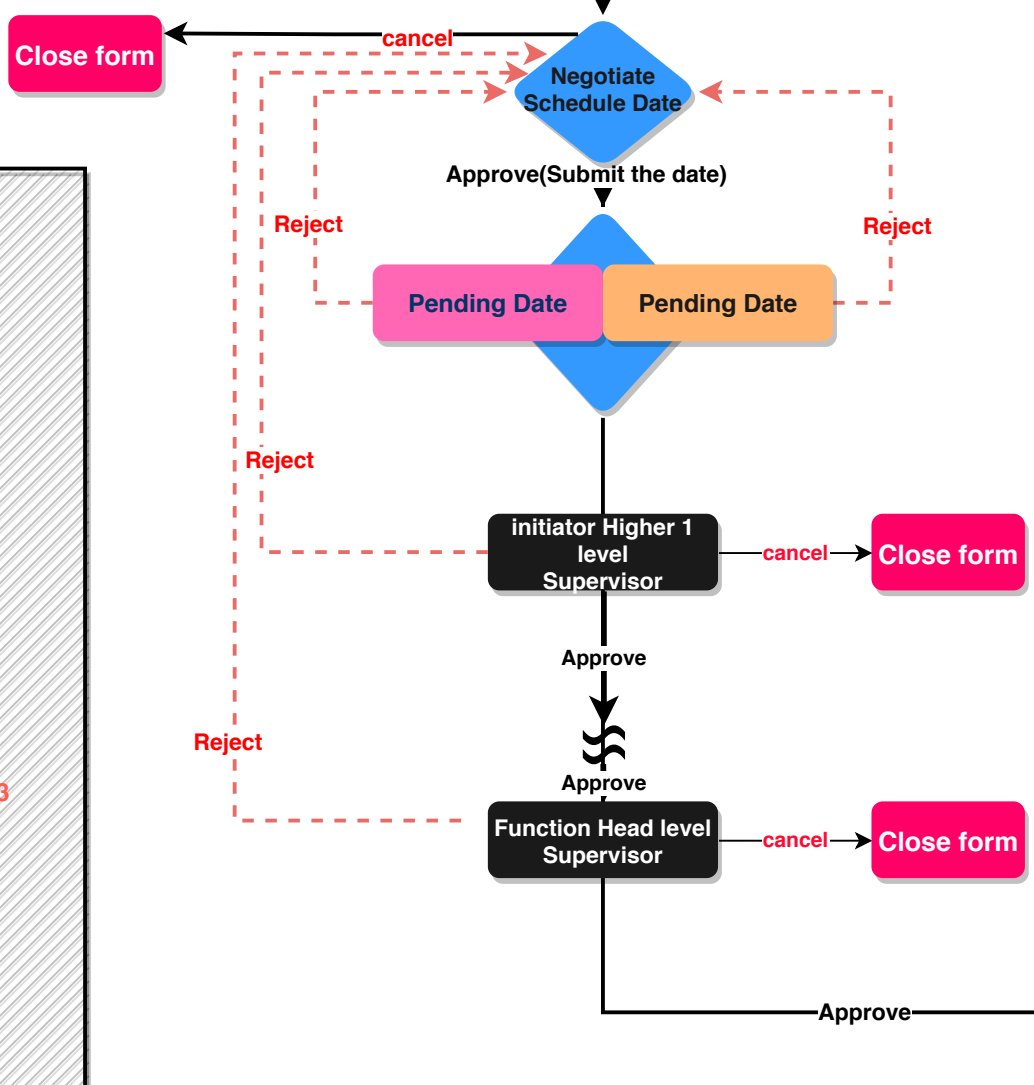 Close form
cancel
Negotiate
Schedule Date
Approve(Submit the date)
Reject
Reject
Pending Date
Pending Date
Reject
initiator Higher 1
level
Supervisor
cancel
Close form
Approve
Reject
Approve
3
Function Head level
Supervisor
cancel
Close form
Approve